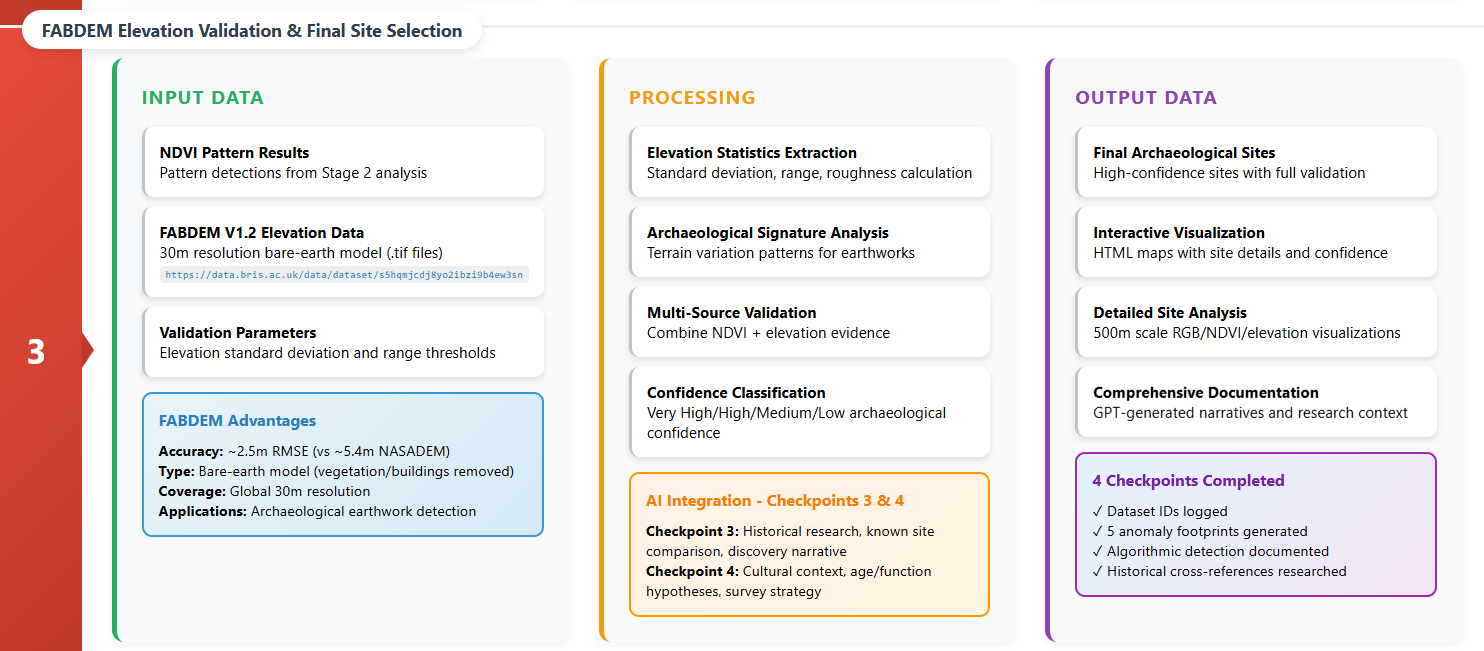 FABDEM Elevation Validation & Final Site Selection
3
INPUT DATA
NDVI Pattern Results
Pattern detections from Stage 2 analysis
FABDEM V1.2 Elevation Data
30m resolution bare-earth model (.tif files)
https://data.bris.ac.uk/data/dataset/s5hqmjcdj8yo2ibzi9b4ew3sn
Validation Parameters
Elevation standard deviation and range thresholds
FABDEM Advantages
Accuracy: ~2.5m RMSE (vs ~5.4m NASADEM)
Type: Bare-earth model (vegetation/buildings removed)
Coverage: Global 30m resolution
Applications: Archaeological earthwork detection
PROCESSING
Elevation Statistics Extraction
Standard deviation, range, roughness calculation
Archaeological Signature Analysis
Terrain variation patterns for earthworks
Multi-Source Validation
Combine NDVI + elevation evidence
Confidence Classification
Very High/High/Medium/Low archaeological
confidence
AI Integration - Checkpoints 3 & 4
Checkpoint 3: Historical research, known site
comparison, discovery narrative
Checkpoint 4: Cultural context, age/function
hypotheses, survey strategy
OUTPUT DATA
Final Archaeological Sites
High-confidence sites with full validation
Interactive Visualization
HTML maps with site details and confidence
Detailed Site Analysis
500m scale RGB/NDVI/elevation visualizations
Comprehensive Documentation
GPT-generated narratives and research context
4 Checkpoints Completed
✓ Dataset IDs logged
✓ 5 anomaly footprints generated
✓ Algorithmic detection documented
✓ Historical cross-references researched